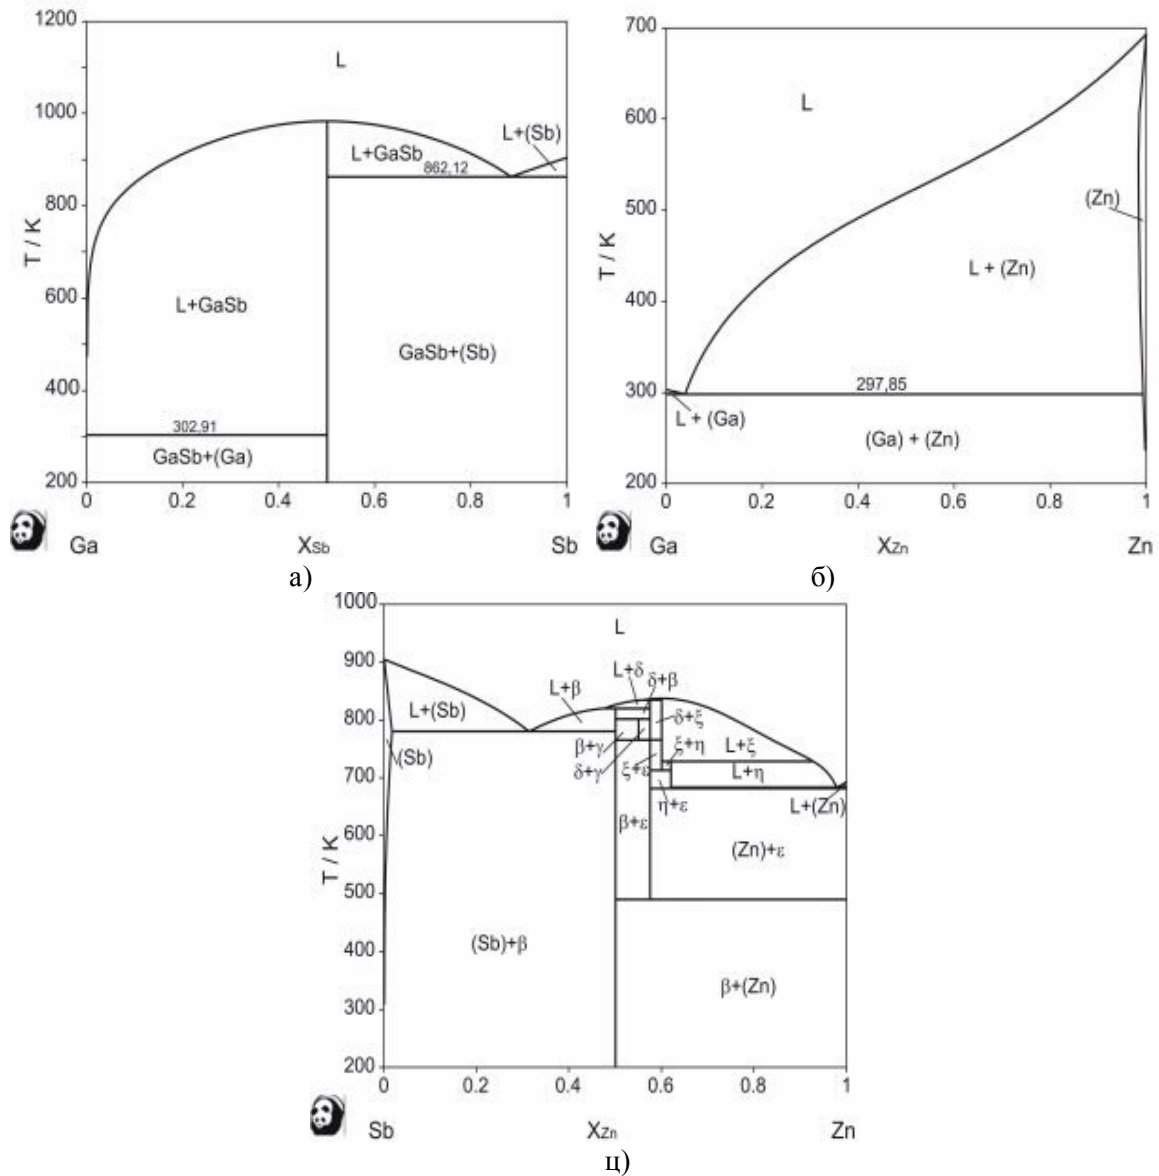 1200
1000
800
600
400
200
T / K
L
L+(Sb)
L+GaSb
862,12
L+GaSb
GaSb+(Sb)
302,91
GaSb+(Ga)
0
0.2
0.4
0.6
0.8
1
Ga
XSb
Sb
а)
700
600
500
400
300
200
T / K
L
(Zn)
L + (Zn)
297,85
L + (Ga)
(Ga) + (Zn)
0
0.2
0.4
0.6
0.8
1
Ga
XZn
Zn
б)
1000
900
800
700
600
500
400
300
200
T / K
L
L+δ
δ+β
L+β
L+(Sb)
δ+ξ
(Sb)
β+γ
ξ+η
L+ξ
δ+γ
ξ+ε
L+η
η+ε
L+(Zn)
β+ε
(Zn)+ε
(Sb)+β
β+(Zn)
0
0.2
0.4
0.6
0.8
1
Sb
XZn
Zn
ц)